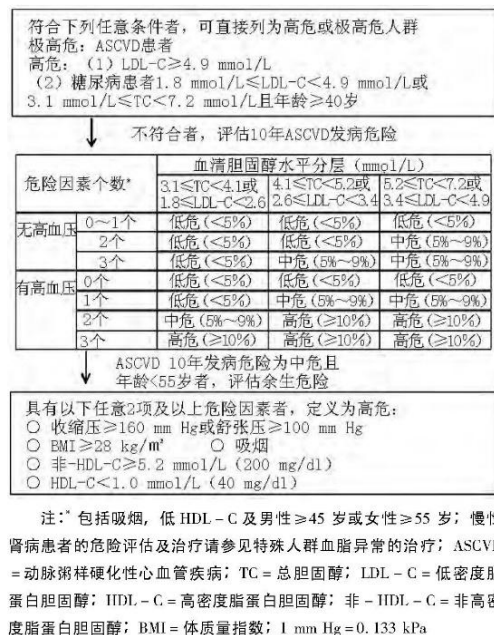 符合下列任意条件者，可直接列为高危或极高危人群
极高危：ASCVD患者
高危：（1）LDL-C≥4.9 mmol/L
（2）糖尿病患者1.8 mmol/L≤LDL-C<4.9 mmol/L或
3.1 mmol/L≤TC<7.2 mmol/L且年龄≥40岁
不符合者，评估10年ASCVD发病危险
危险因素个数*
血清胆固醇水平分层（mmol/L）
3.1≤TC<4.1或 4.1≤TC<5.2或 5.2≤TC<7.2或
1.8≤LDL-C<2.6 2.6≤LDL-C<3.4 3.4≤LDL-C<4.9
无高血压 0～1个 低危(<5%) 低危(<5%) 低危(<5%)
2个 低危(<5%) 低危(<5%) 中危(5%~9%)
3个 低危(<5%) 中危(5%~9%) 中危(5%~9%)
有高血压 0个 低危(<5%) 低危(<5%) 低危(<5%)
1个 低危(<5%) 中危(5%~9%) 中危(5%~9%)
2个 中危(5%~9%) 高危(≥10%) 高危(≥10%)
3个 高危(≥10%) 高危(≥10%) 高危(≥10%)
ASCVD 10年发病危险为中危且
年龄<55岁者，评估余生危险
具有以下任意2项及以上危险因素者，定义为高危：
○ 收缩压≥160 mm Hg或舒张压≥100 mm Hg
○ BMI≥28 kg/m² ○ 吸烟
○ 非-HDL-C≥5.2 mmol/L (200 mg/dl)
○ HDL-C<1.0 mmol/L (40 mg/dl)
注：* 包括吸烟，低 HDL-C 及男性≥45 岁或女性≥55 岁；慢性
肾病患者的危险评估及治疗请参见特殊人群血脂异常的治疗；ASCVD
=动脉粥样硬化性心血管疾病；TC=总胆固醇；LDL-C=低密度脂
蛋白胆固醇；HDL-C=高密度脂蛋白胆固醇；非-HDL-C=非高密
度脂蛋白胆固醇；BMI=体质量指数；1 mm Hg=0.133 kPa